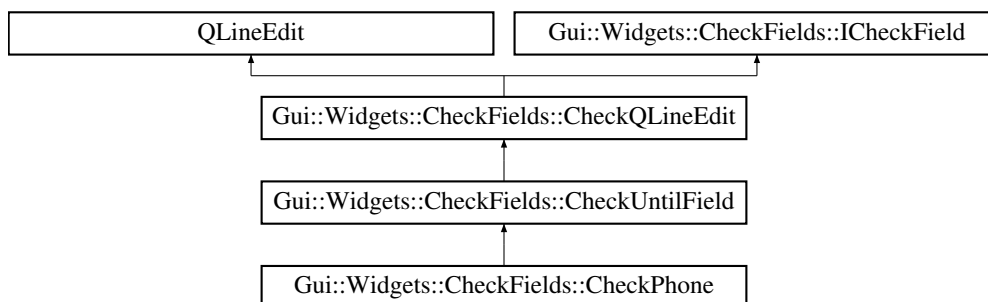 QLineEdit
Gui::Widgets::CheckFields::ICheckField
Gui::Widgets::CheckFields::CheckQLineEdit
Gui::Widgets::CheckFields::CheckUntilField
Gui::Widgets::CheckFields::CheckPhone